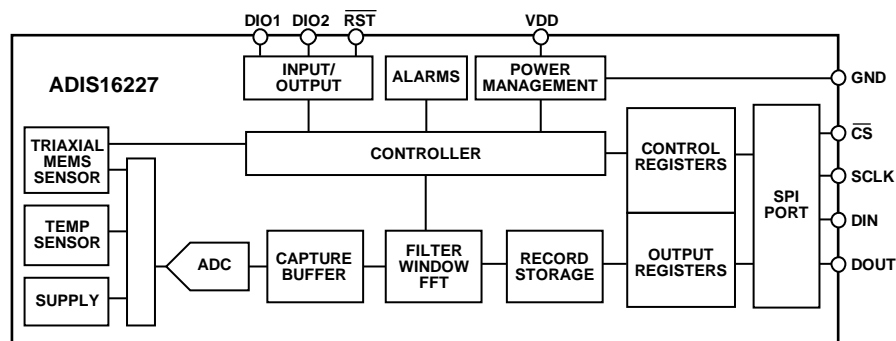 DIO1 DIO2 RST VDD
ADIS16227
INPUT/
OUTPUT
ALARMS
POWER
MANAGEMENT
GND
TRIAXIAL
MEMS
SENSOR
CONTROLLER
CONTROL
REGISTERS
CS
SCLK
SPI
PORT
DIN
TEMP
SENSOR
ADC
CAPTURE
BUFFER
FILTER
WINDOW
FFT
RECORD
STORAGE
OUTPUT
REGISTERS
DOUT
SUPPLY